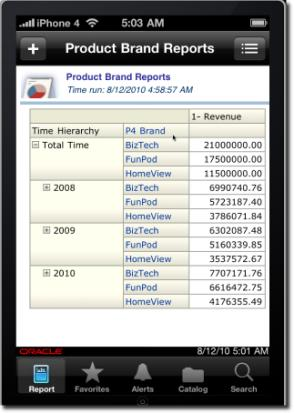 iPhone 4 5:03 AM
Product Brand Reports
Product Brand Reports
Time run: 8/12/2010 4:58:57 AM
1- Revenue
Time Hierarchy P4 Brand
Total Time BizTech 21000000.00
FunPod 17500000.00
HomeView 11500000.00
2008 BizTech 6990740.76
FunPod 5723187.40
HomeView 3786071.84
2009 BizTech 6302087.48
FunPod 5160339.85
HomeView 3537572.67
2010 BizTech 7707171.76
FunPod 6616472.75
HomeView 4176355.49
ORACLE 8/12/10 5:01 AM
Report Favorites Alerts Catalog Search